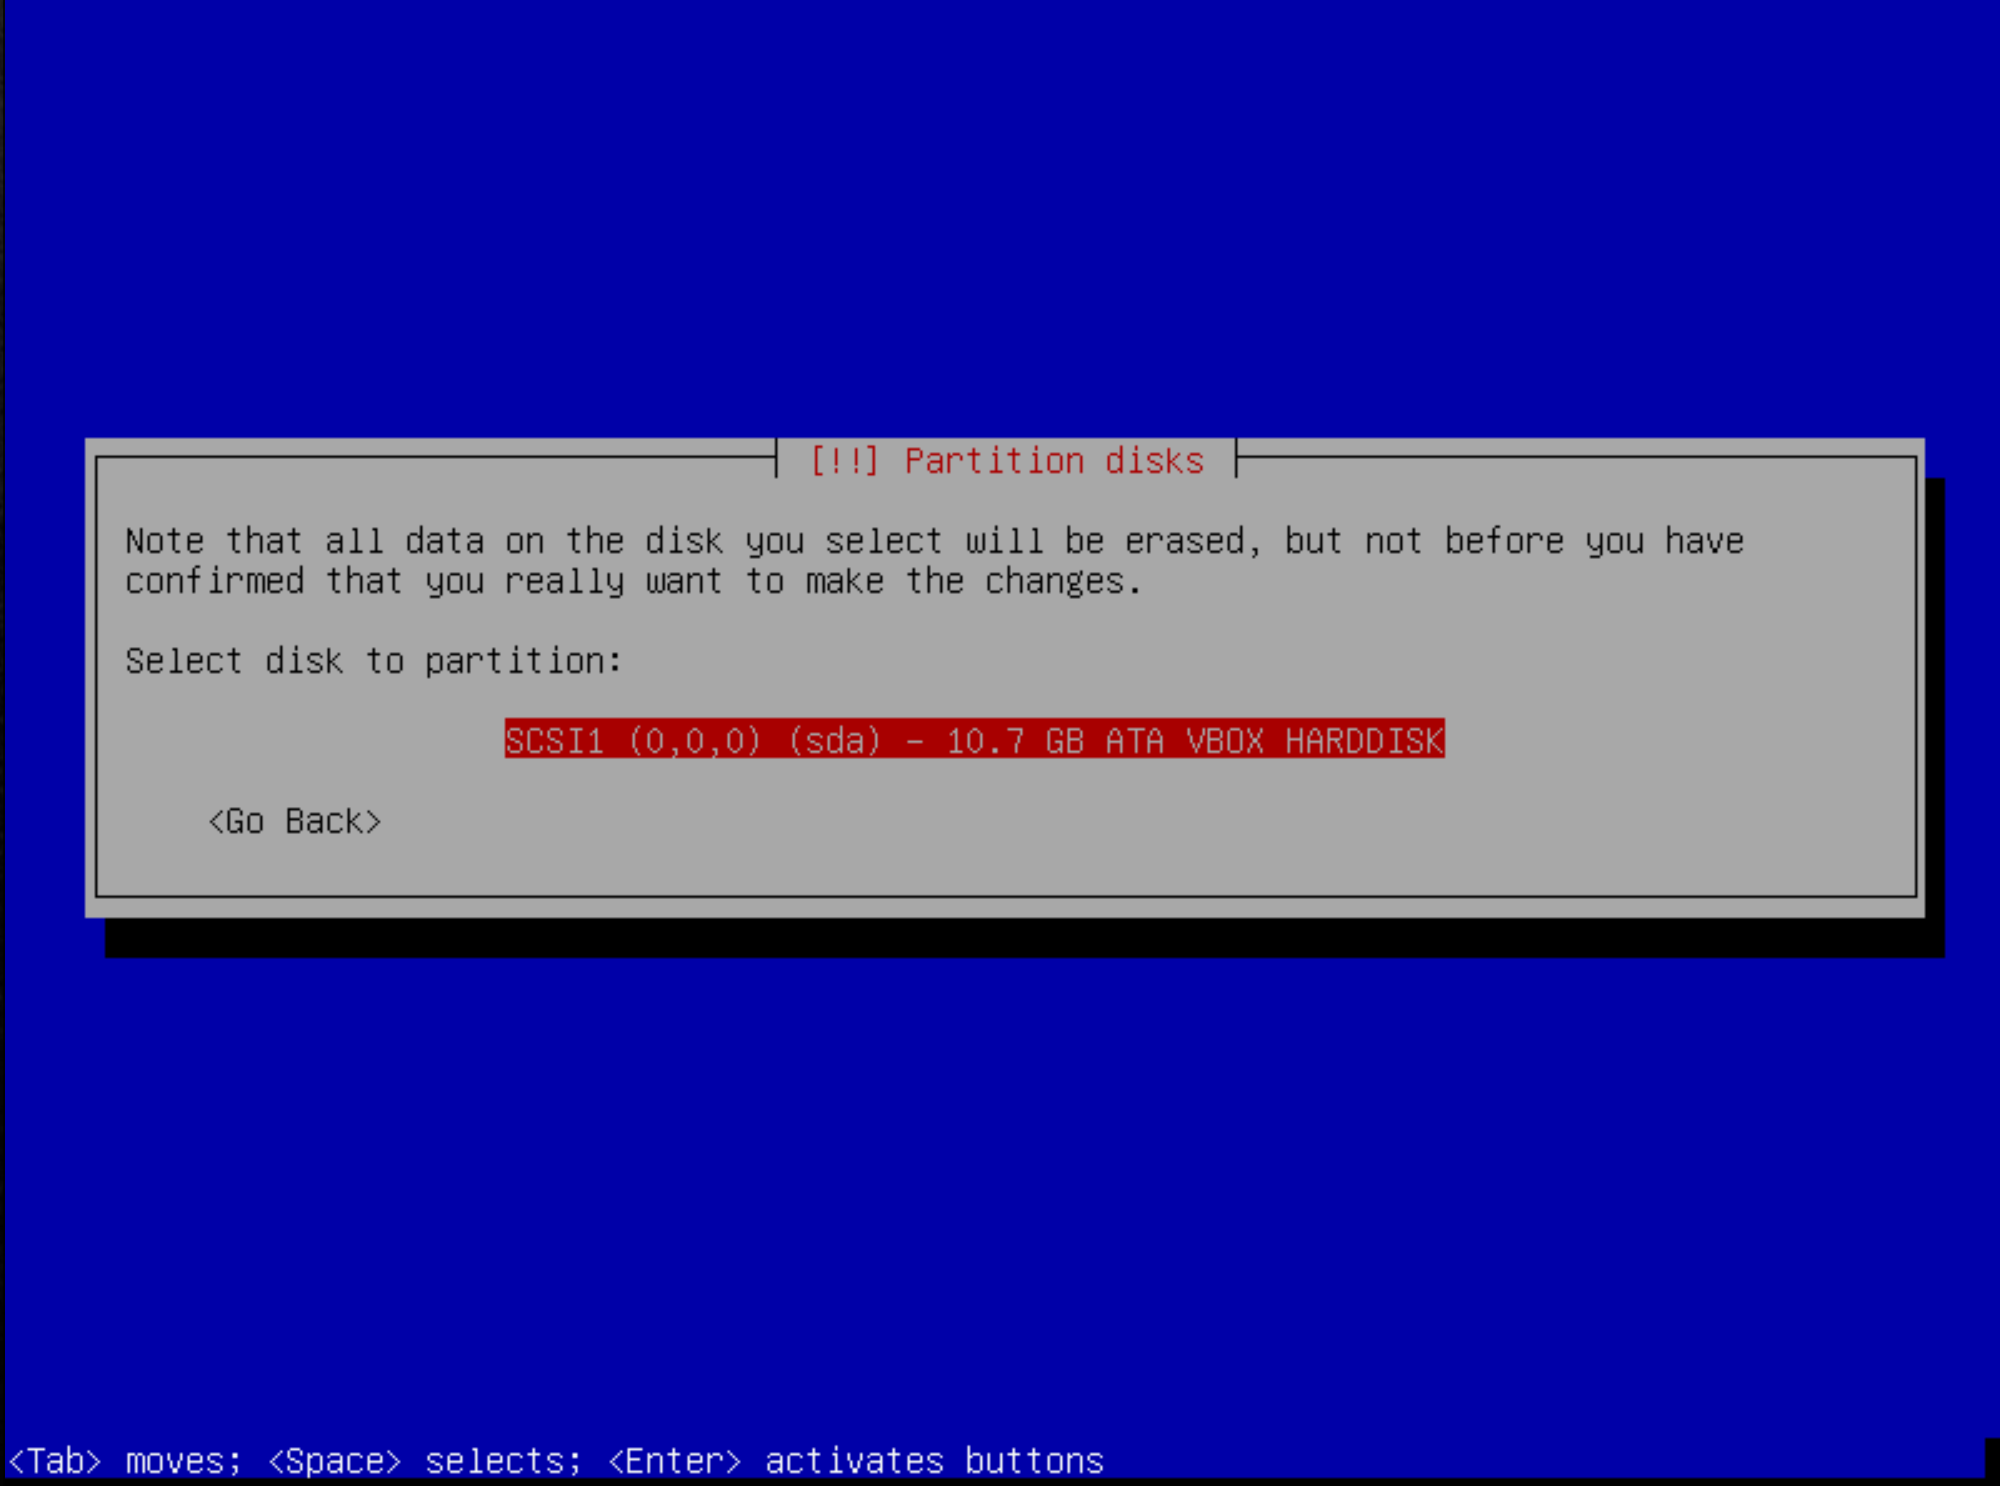 [!!] Partition disks
Note that all data on the disk you select will be erased, but not before you have
confirmed that you really want to make the changes.
Select disk to partition:
SCSI1 (0,0,0) (sda) - 10.7 GB ATA VBOX HARDDISK
<Go Back>
<Tab> moves; <Space> selects; <Enter> activates buttons